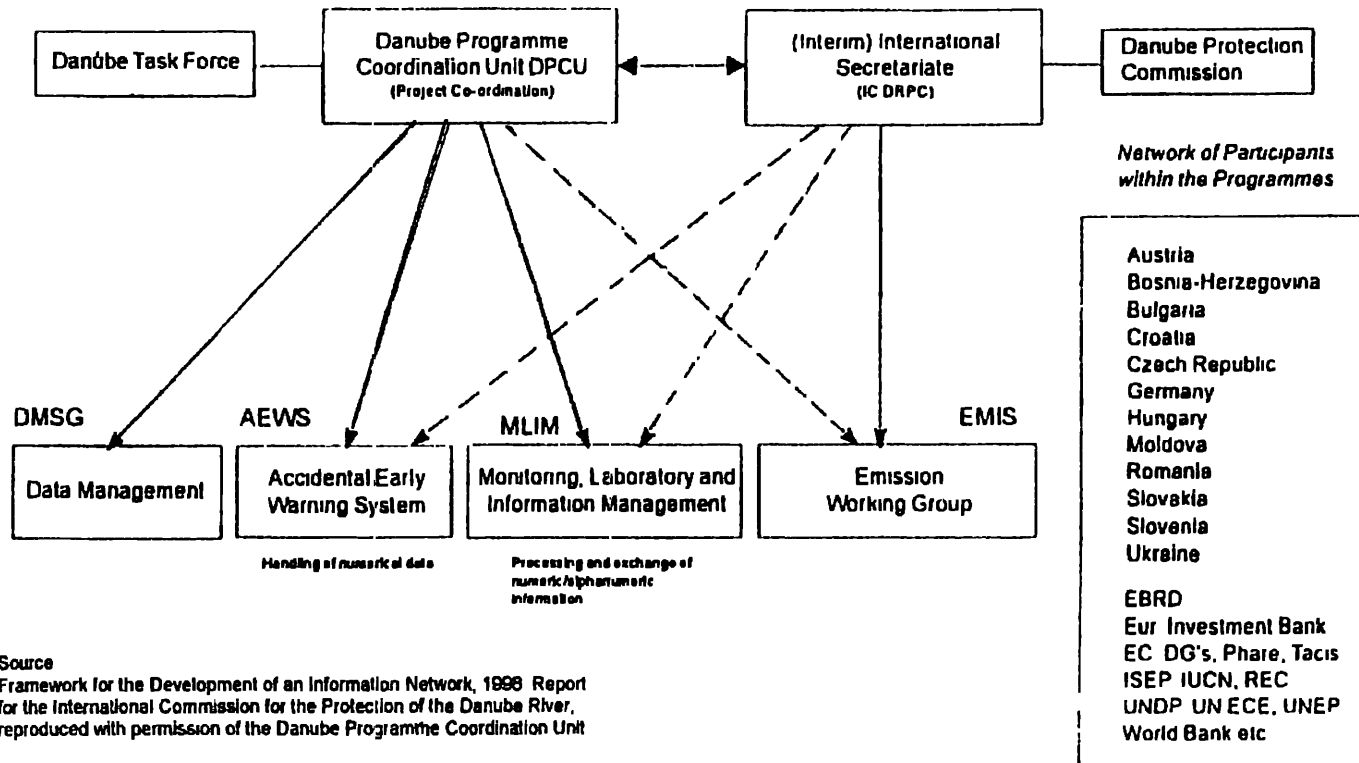 Danube Task Force
Danube Programme
Coordination Unit DPCU
(Project Co-ordination)
(Interim) International
Secretariate
(IC DRPC)
Danube Protection
Commission
Network of Participants
within the Programmes
Austria
Bosnia-Herzegovina
Bulgaria
Croatia
Czech Republic
Germany
Hungary
Moldova
Romania
Slovakia
Slovenia
Ukraine
EBRD
Eur Investment Bank
EC DG's, Phare, Tacis
ISEP IUCN, REC
UNDP UN ECE, UNEP
World Bank etc
DMSG
Data Management
AEWS
Accidental Early
Warning System
Handling of numerical data
MLIM
Monitoring, Laboratory and
Information Management
Processing and exchange of
numeric/alphanumeric
information
EMIS
Emission
Working Group
Source
Framework for the Development of an Information Network, 1996 Report
for the International Commission for the Protection of the Danube River,
reproduced with permission of the Danube Programme Coordination Unit